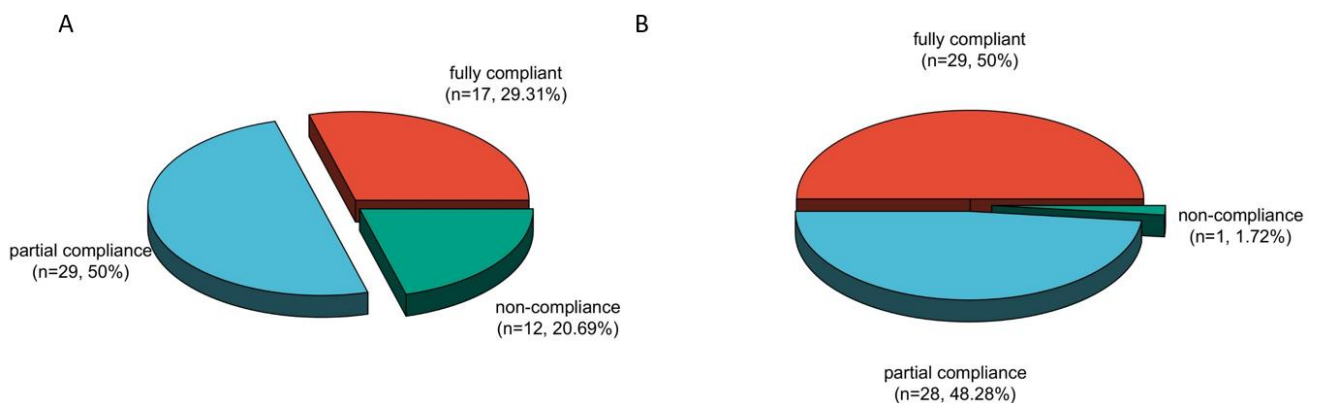 A
fully compliant
(n=17, 29.31%)
partial compliance
(n=29, 50%)
non-compliance
(n=12, 20.69%)
B
fully compliant
(n=29, 50%)
non-compliance
(n=1, 1.72%)
partial compliance
(n=28, 48.28%)